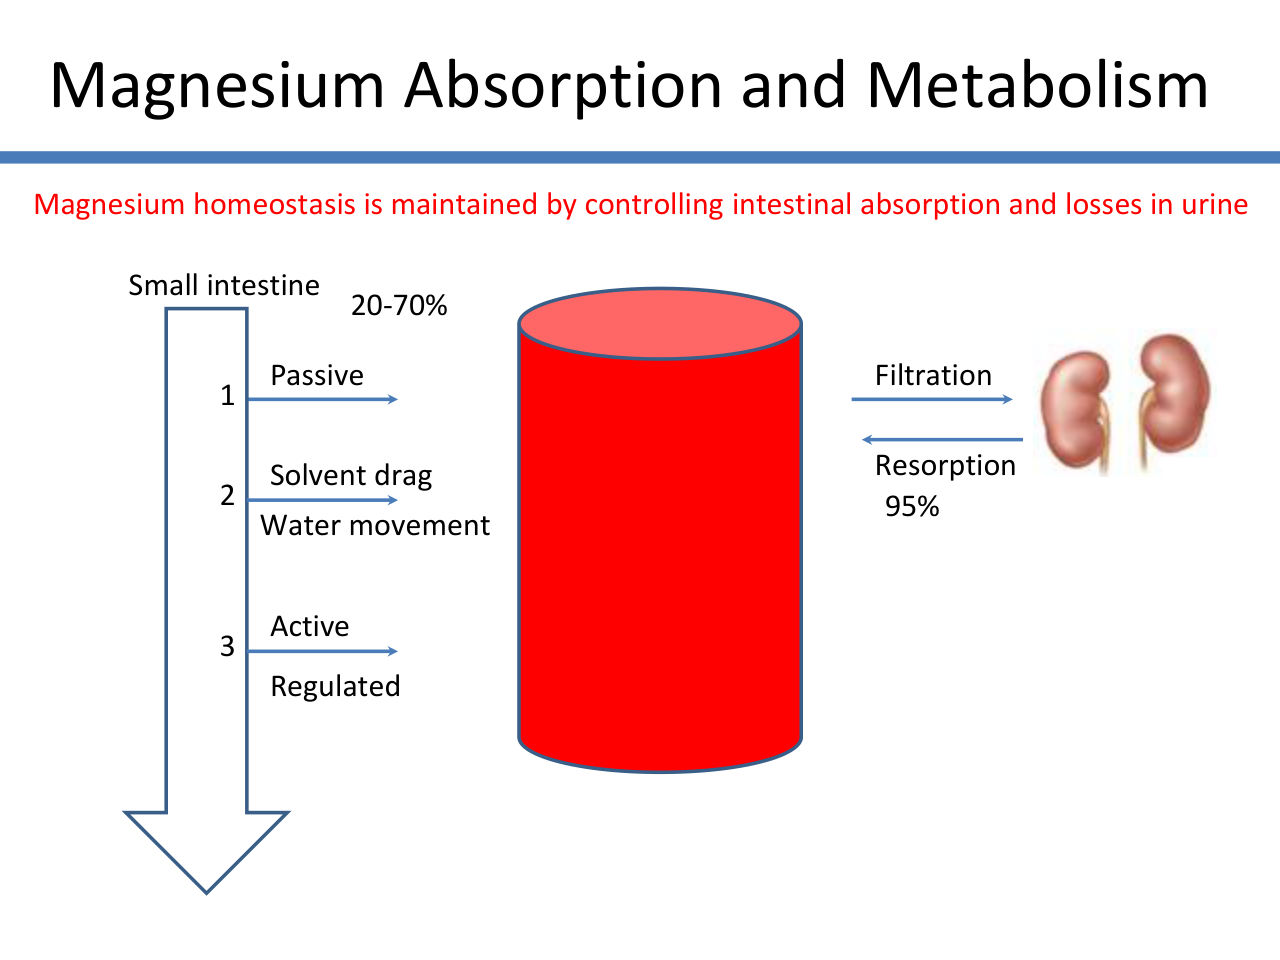 Magnesium Absorption and Metabolism
Magnesium homeostasis is maintained by controlling intestinal absorption and losses in urine
Small intestine
20-70%
1
Passive
2
Solvent drag
Water movement
3
Active
Regulated
Filtration
Resorption
95%